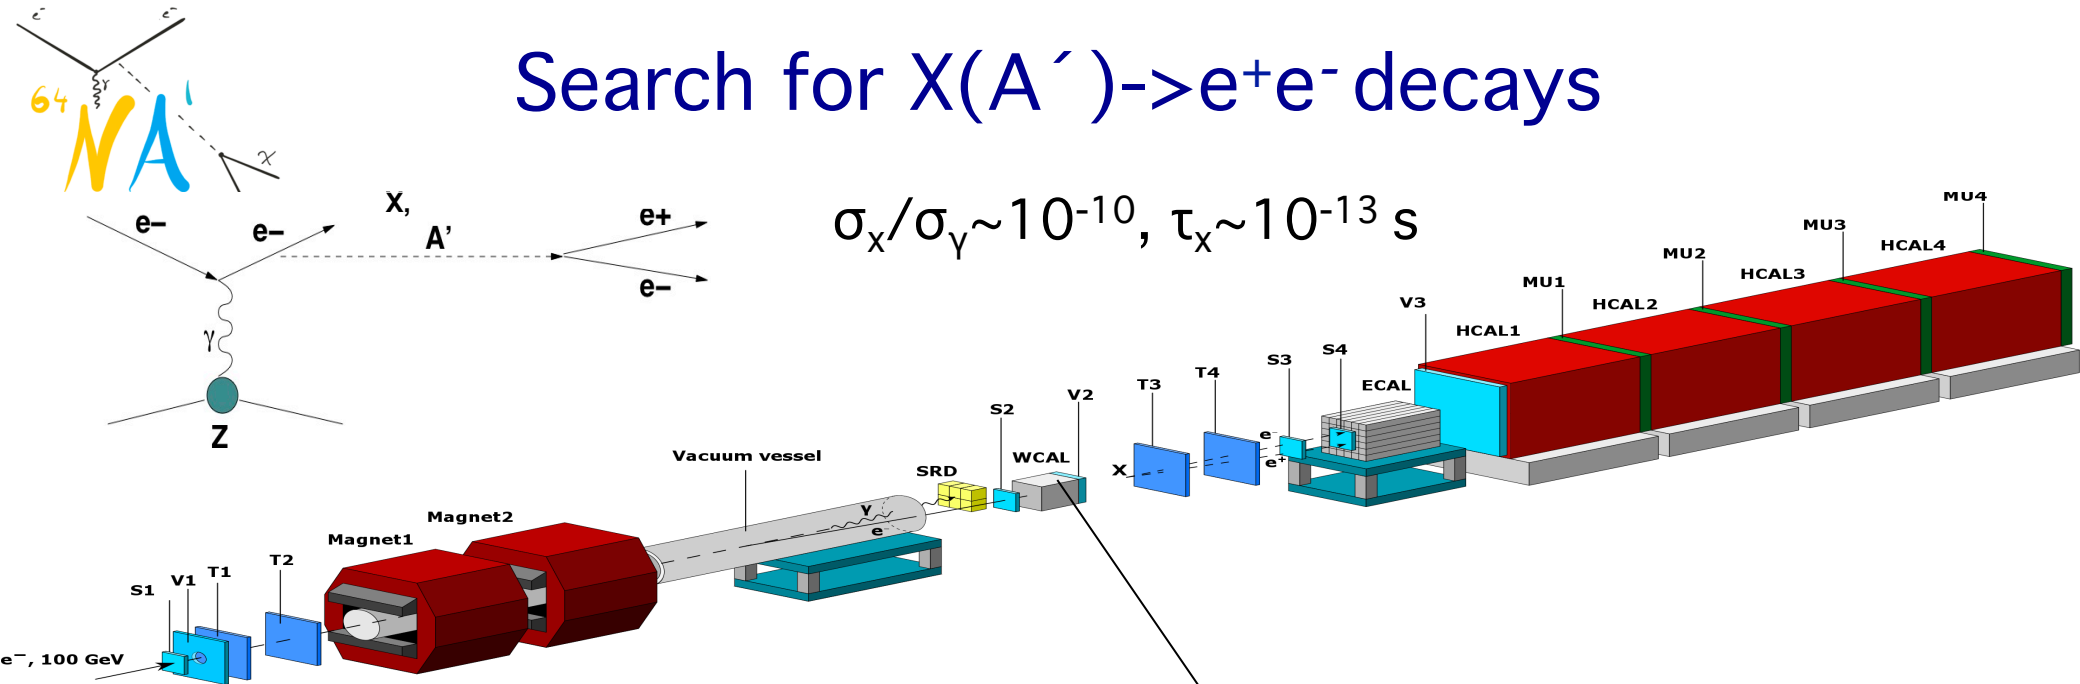 e- e-
γ
64 NA'
χ
Search for X(A´)->e⁺e⁻ decays
σx/σγ~10⁻¹⁰, τx~10⁻¹³ s
e–
e–
X,
A'
e+
e–
γ
Z
MU4
MU3
HCAL4
MU2
HCAL3
MU1
HCAL2
V3
HCAL1
S4
S3
ECAL
T4
T3
V2
S2
WCAL
X
e-
e+
Vacuum vessel
SRD
γ
e-
Magnet2
Magnet1
T2
T1
V1
S1
e–, 100 GeV